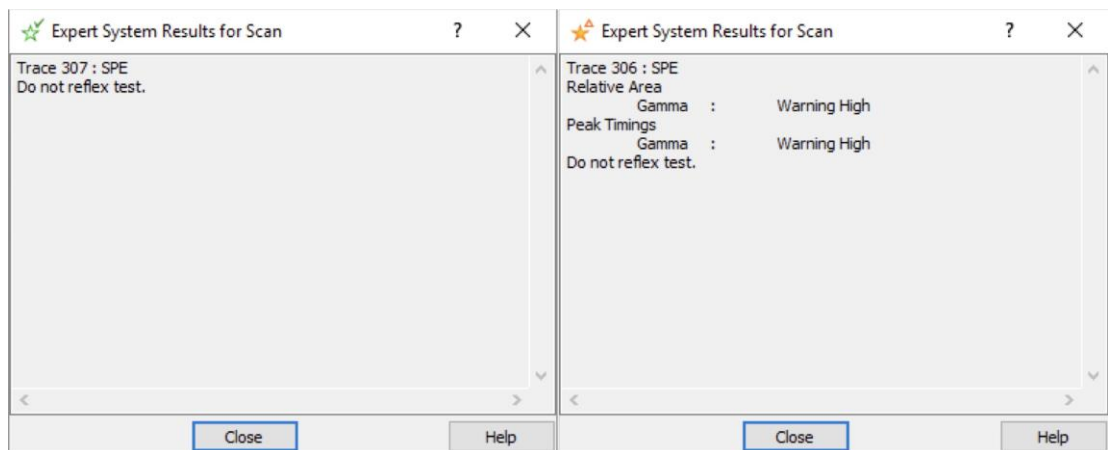 Expert System Results for Scan ? ×
Trace 307 : SPE
Do not reflex test.
Close Help
Expert System Results for Scan ? ×
Trace 306 : SPE
Relative Area
Gamma : Warning High
Peak Timings
Gamma : Warning High
Do not reflex test.
Close Help